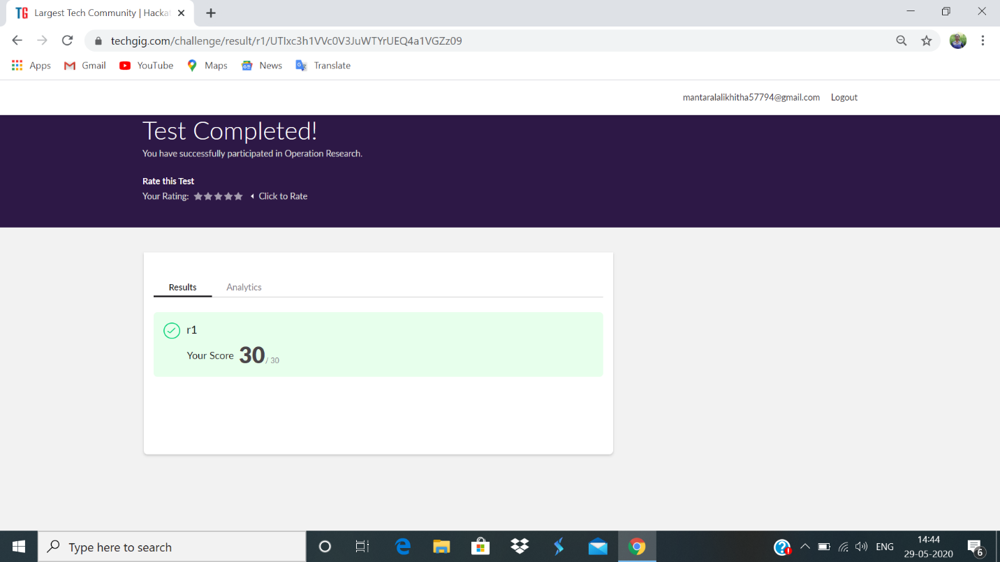 TG Largest Tech Community | Hacka
techgig.com/challenge/result/r1/UTIxc3h1VVc0V3JuWTYrUEQ4a1VGZz09
Apps Gmail YouTube Maps News Translate
mantaralalikhitha57794@gmail.com Logout
Test Completed!
You have successfully participated in Operation Research.
Rate this Test
Your Rating: Click to Rate
Results Analytics
r1
Your Score 30 / 30
Type here to search
ENG
14:44
29-05-2020
6